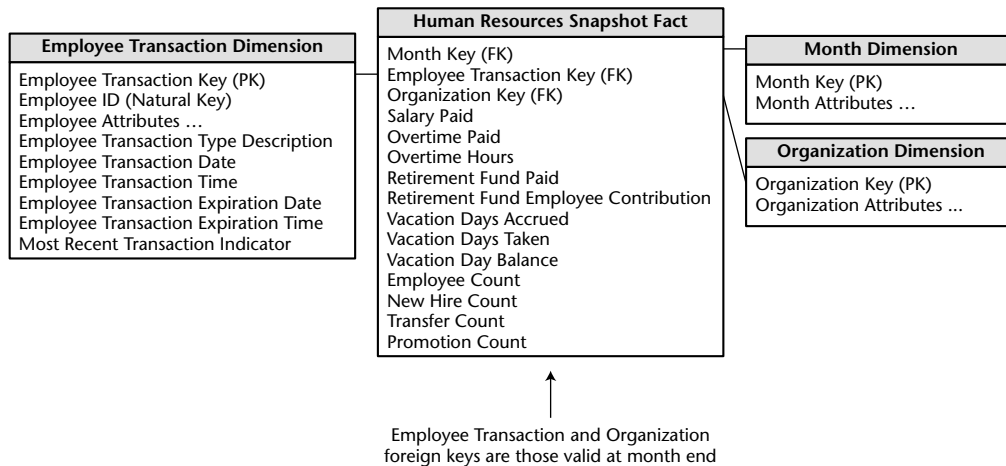 Employee Transaction Dimension
Employee Transaction Key (PK)
Employee ID (Natural Key)
Employee Attributes ...
Employee Transaction Type Description
Employee Transaction Date
Employee Transaction Time
Employee Transaction Expiration Date
Employee Transaction Expiration Time
Most Recent Transaction Indicator
Human Resources Snapshot Fact
Month Key (FK)
Employee Transaction Key (FK)
Organization Key (FK)
Salary Paid
Overtime Paid
Overtime Hours
Retirement Fund Paid
Retirement Fund Employee Contribution
Vacation Days Accrued
Vacation Days Taken
Vacation Day Balance
Employee Count
New Hire Count
Transfer Count
Promotion Count
Month Dimension
Month Key (PK)
Month Attributes ...
Organization Dimension
Organization Key (PK)
Organization Attributes ...
Employee Transaction and Organization
foreign keys are those valid at month end